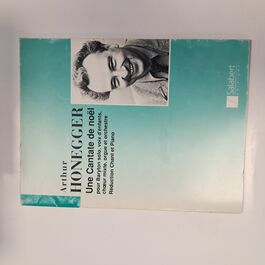 Arthur
HONEGGER
Une Cantate de noël
pour Baryton solo, voix d'enfants,
chœur mixte, orgue et orchestre
Réduction Chant et Piano
Salabert